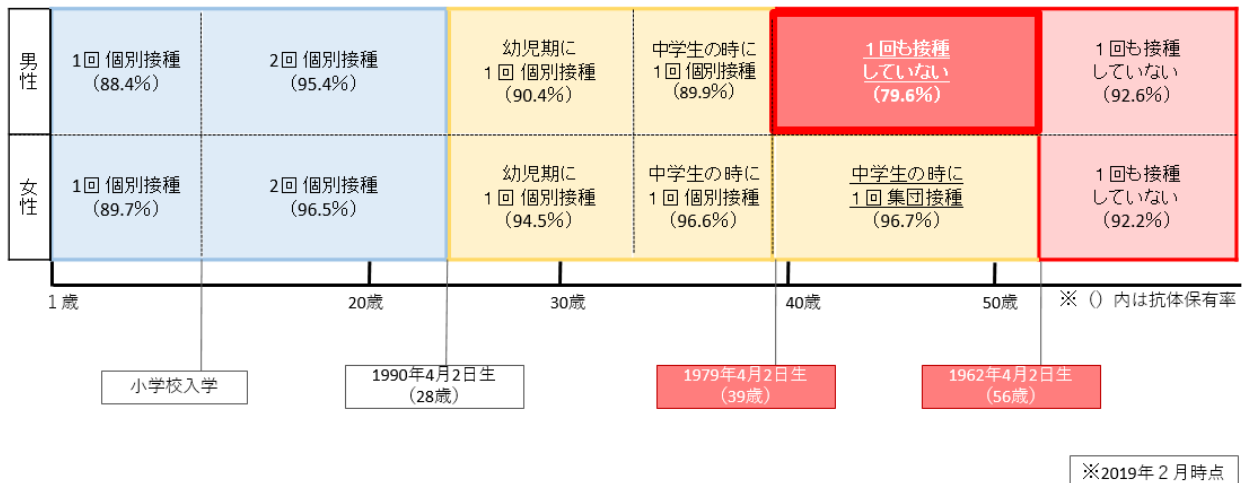 男性
1回 個別接種
(88.4%)
2回 個別接種
(95.4%)
幼児期に
1回 個別接種
(90.4%)
中学生の時に
1回 個別接種
(89.9%)
1回も接種
していない
(79.6%)
1回も接種
していない
(92.6%)
女性
1回 個別接種
(89.7%)
2回 個別接種
(96.5%)
幼児期に
1回 個別接種
(94.5%)
中学生の時に
1回 個別接種
(96.6%)
中学生の時に
1回 集団接種
(96.7%)
1回も接種
していない
(92.2%)
1歳
20歳
30歳
40歳
50歳
※ () 内は抗体保有率
小学校入学
1990年4月2日生
(28歳)
1979年4月2日生
(39歳)
1962年4月2日生
(56歳)
※2019年2月時点